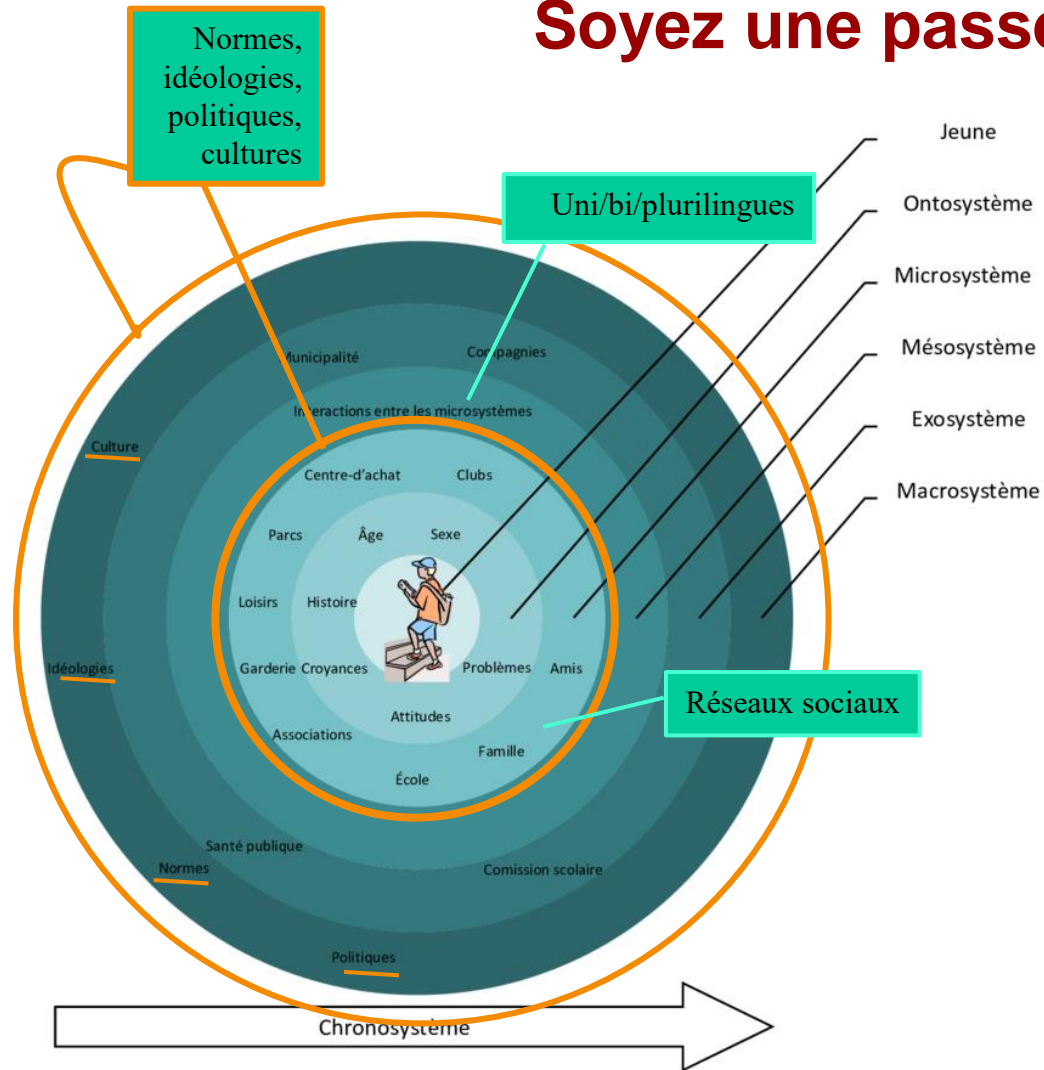 Soyez une passe
Normes,
idéologies,
politiques,
cultures
Uni/bi/plurilingues
Jeune
Ontosystème
Microsystème
Mésosystème
Exosystème
Macrosystème
Municipalité
Compagnies
Interactions entre les microsystèmes
Culture
Centre-d'achat
Clubs
Parcs
Âge
Sexe
Loisirs
Histoire
Idéologies
Garderie
Croyances
Problèmes
Amis
Réseaux sociaux
Attitudes
Associations
Famille
École
Santé publique
Normes
Comission scolaire
Politiques
Chronosystème